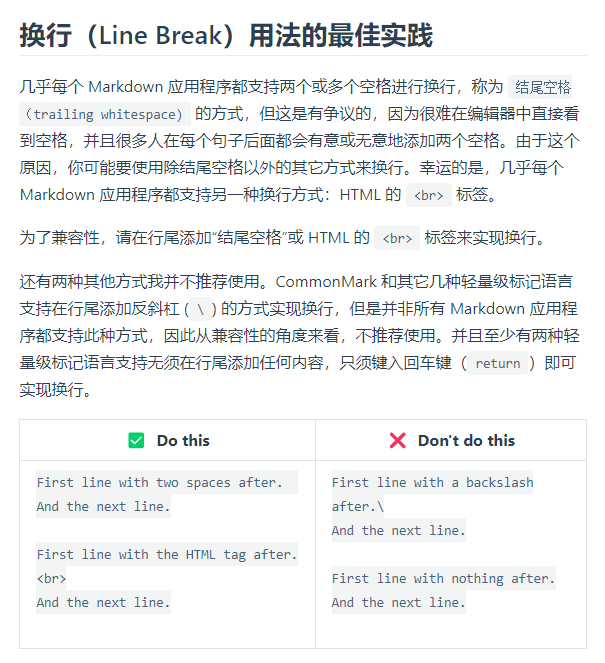 换行（Line Break）用法的最佳实践
几乎每个 Markdown 应用程序都支持两个或多个空格进行换行，称为 结尾空格
（trailing whitespace) 的方式，但这是有争议的，因为很难在编辑器中直接看
到空格，并且很多人在每个句子后面都会有意或无意地添加两个空格。由于这个
原因，你可能要使用除结尾空格以外的其它方式来换行。幸运的是，几乎每个
Markdown 应用程序都支持另一种换行方式：HTML 的 <br> 标签。
为了兼容性，请在行尾添加“结尾空格”或 HTML 的 <br> 标签来实现换行。
还有两种其他方式我并不推荐使用。CommonMark 和其它几种轻量级标记语言
支持在行尾添加反斜杠 ( \ ) 的方式实现换行，但是并非所有 Markdown 应用程
序都支持此种方式，因此从兼容性的角度来看，不推荐使用。并且至少有两种轻
量级标记语言支持无须在行尾添加任何内容，只须键入回车键（ return ）即可
实现换行。
✅ Do this
First line with two spaces after.
And the next line.
First line with the HTML tag after.
<br>
And the next line.
❌ Don't do this
First line with a backslash
after.\
And the next line.
First line with nothing after.
And the next line.